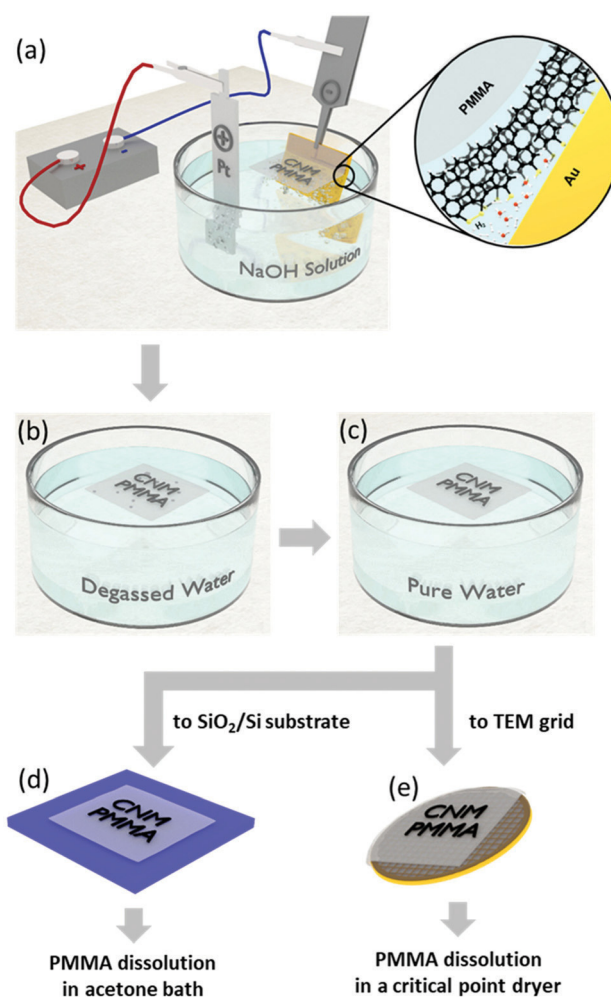 (a)
+
-
+
Pt
-
CNM
PMMA
NaOH Solution
PMMA
Au
H₂
(b)
CNM
PMMA
Degassed Water
(c)
CNM
PMMA
Pure Water
to SiO₂/Si substrate
to TEM grid
(d)
CNM
PMMA
(e)
CNM
PMMA
PMMA dissolution
in acetone bath
PMMA dissolution
in a critical point dryer